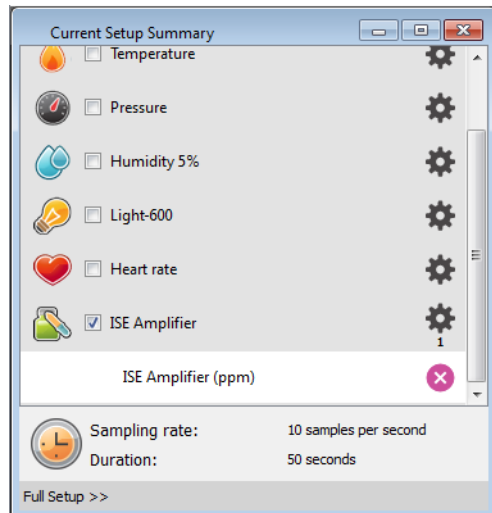 Current Setup Summary
Temperature
Pressure
Humidity 5%
Light-600
Heart rate
ISE Amplifier
1
ISE Amplifier (ppm)
Sampling rate: 10 samples per second
Duration: 50 seconds
Full Setup >>